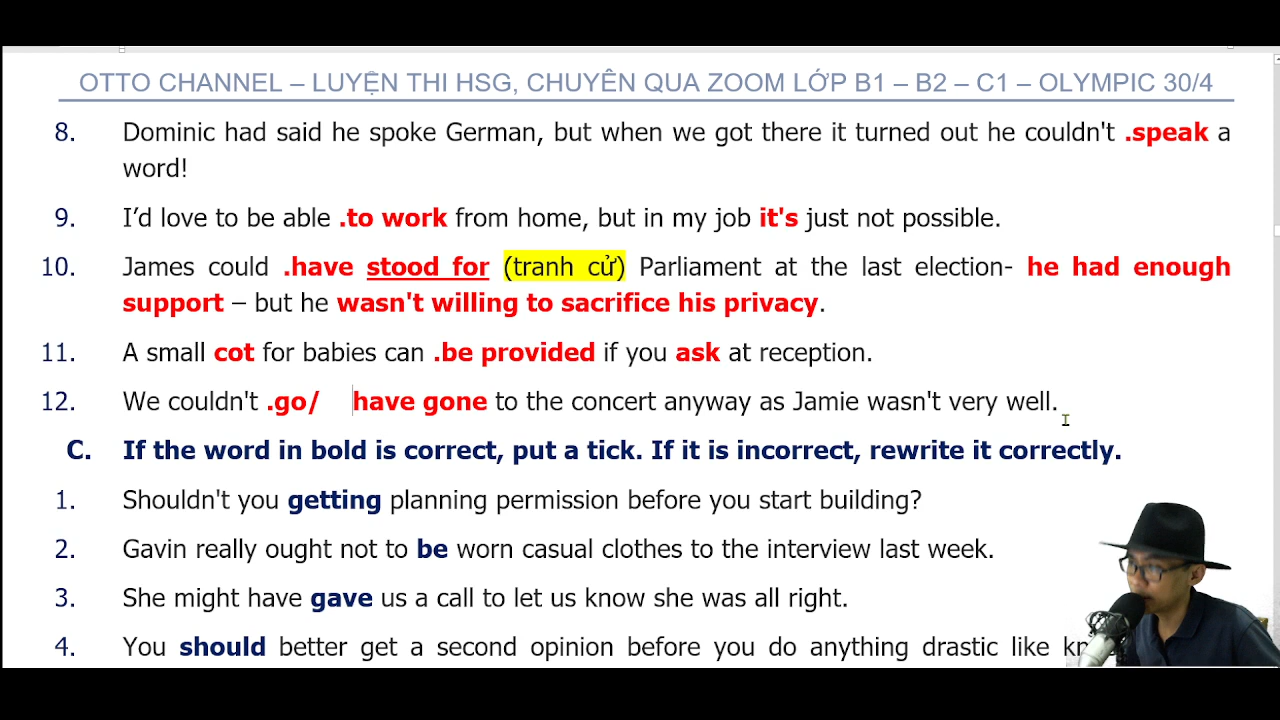 OTTO CHANNEL – LUYỆN THI HSG, CHUYÊN QUA ZOOM LỚP B1 – B2 – C1 – OLYMPIC 30/4
8. Dominic had said he spoke German, but when we got there it turned out he couldn't .speak a
word!
9. I’d love to be able .to work from home, but in my job it's just not possible.
10. James could .have stood for (tranh cử) Parliament at the last election- he had enough
support – but he wasn't willing to sacrifice his privacy.
11. A small cot for babies can .be provided if you ask at reception.
12. We couldn't .go/ have gone to the concert anyway as Jamie wasn't very well.
C. If the word in bold is correct, put a tick. If it is incorrect, rewrite it correctly.
1. Shouldn't you getting planning permission before you start building?
2. Gavin really ought not to be worn casual clothes to the interview last week.
3. She might have gave us a call to let us know she was all right.
4. You should better get a second opinion before you do anything drastic like